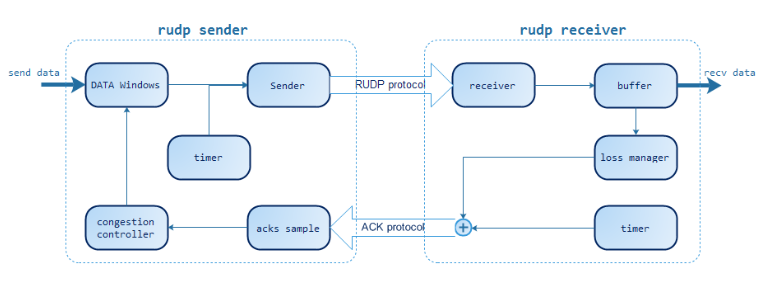 rudp sender
rudp receiver
send data
recv data
DATA Windows
Sender
RUDP protocol
receiver
buffer
timer
loss manager
congestion
controller
acks sample
ACK protocol
+
timer